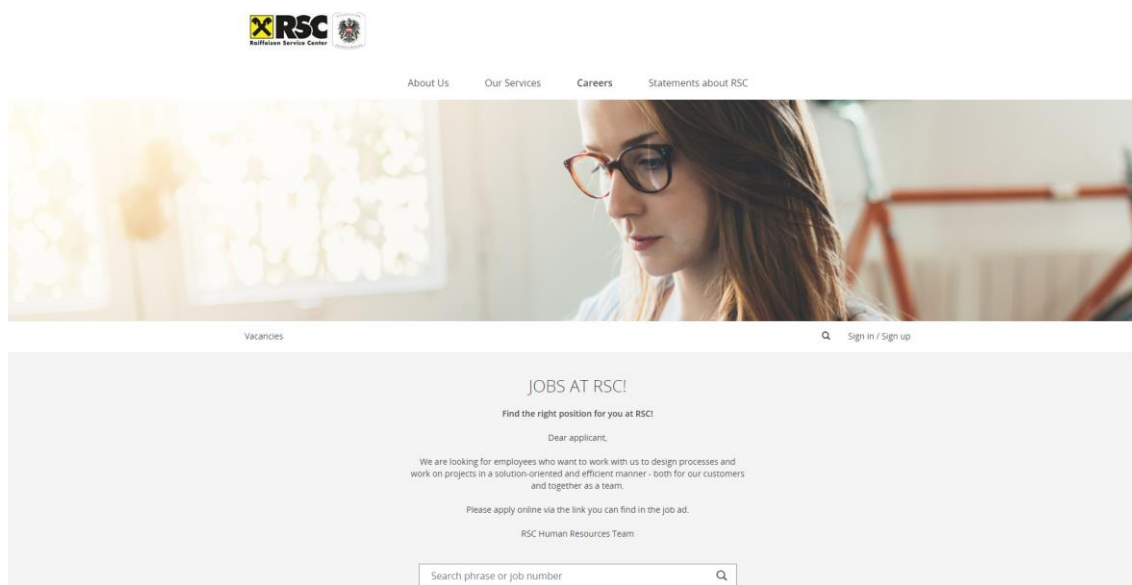 RSC
Raiffeisen Service Center
About Us Our Services Careers Statements about RSC
Vacancies Sign in / Sign up
JOBS AT RSC!
Find the right position for you at RSC!
Dear applicant,
We are looking for employees who want to work with us to design processes and
work on projects in a solution-oriented and efficient manner - both for our customers
and together as a team.
Please apply online via the link you can find in the job ad.
RSC Human Resources Team
Search phrase or job number